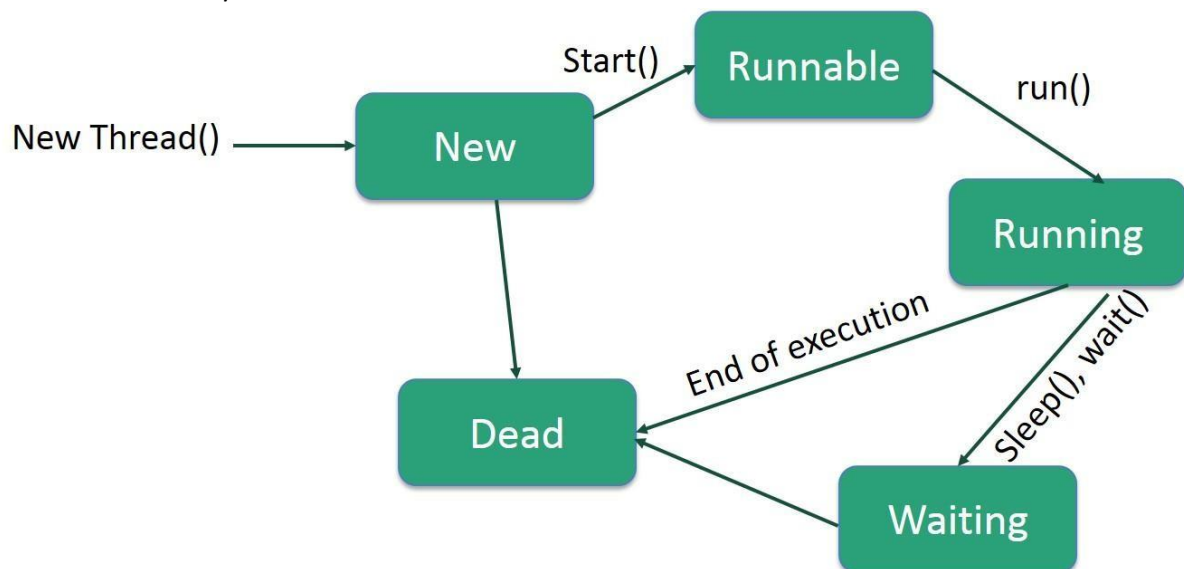 Start()
Runnable
run()
New Thread()
New
Running
End of execution
Sleep(), wait()
Dead
Waiting